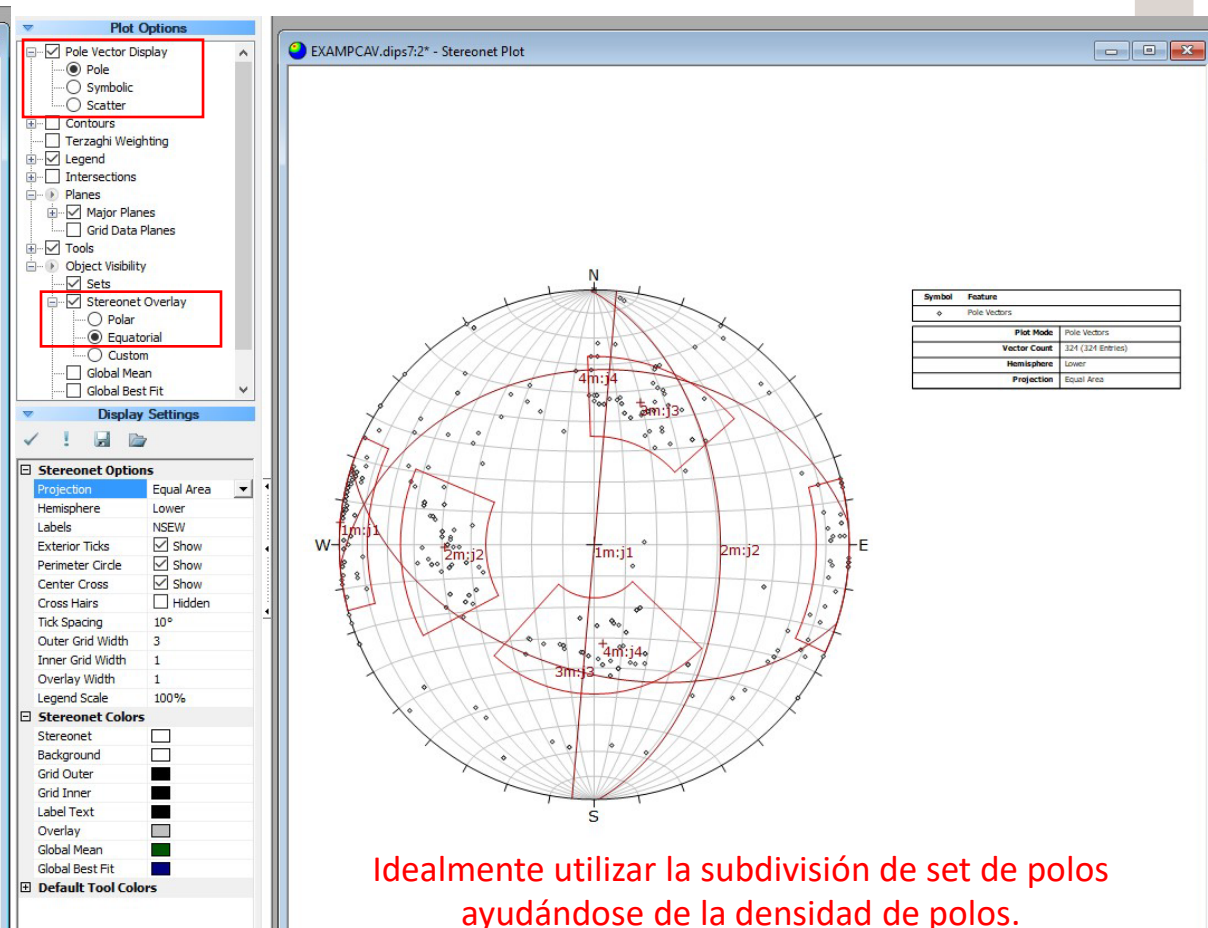 Plot Options
Pole Vector Display
Pole
Symbolic
Scatter
Contours
Terzaghi Weighting
Legend
Intersections
Planes
Major Planes
Grid Data Planes
Tools
Object Visibility
Sets
Stereonet Overlay
Polar
Equatorial
Custom
Global Mean
Global Best Fit
Display Settings
Stereonet Options
Projection Equal Area
Hemisphere Lower
Labels NSEW
Exterior Ticks Show
Perimeter Circle Show
Center Cross Show
Cross Hairs Hidden
Tick Spacing 10°
Outer Grid Width 3
Inner Grid Width 1
Overlay Width 1
Legend Scale 100%
Stereonet Colors
Stereonet
Background
Grid Outer
Grid Inner
Label Text
Overlay
Global Mean
Global Best Fit
Default Tool Colors
EXAMPCAV.dips7:2* - Stereonet Plot
N
4m:j4
3m:j3
1m:j1
W
2m:j2
1m:j1
2m:j2
E
4m:j4
3m:j3
S
Symbol Feature
Pole Vectors
Plot Mode Pole Vectors
Vector Count 324 (324 Entries)
Hemisphere Lower
Projection Equal Area
Idealmente utilizar la subdivisión de set de polos
ayudándose de la densidad de polos.